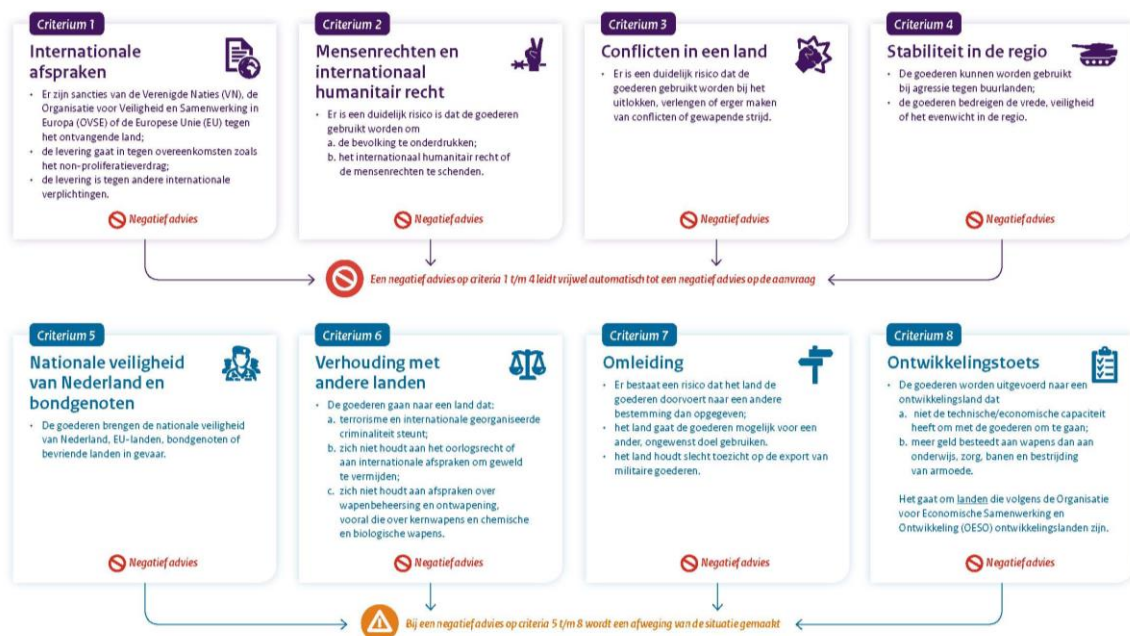 Criterium 1
Internationale
afspraken
• Er zijn sancties van de Verenigde Naties (VN), de
Organisatie voor Veiligheid en Samenwerking in
Europa (OVSE) of de Europese Unie (EU) tegen
het ontvangende land;
• de levering gaat in tegen overeenkomsten zoals
het non-proliferatieverdrag;
• de levering is tegen andere internationale
verplichtingen.
Negatief advies
Criterium 2
Mensenrechten en
internationaal
humanitair recht
• Er is een duidelijk risico is dat de goederen
gebruikt worden om
a. de bevolking te onderdrukken;
b. het internationaal humanitair recht of
de mensenrechten te schenden.
Negatief advies
Criterium 3
Conflicten in een land
• Er is een duidelijk risico dat de
goederen gebruikt worden bij het
uitlokken, verlengen of erger maken
van conflicten of gewapende strijd.
Negatief advies
Criterium 4
Stabiliteit in de regio
• De goederen kunnen worden gebruikt
bij agressie tegen buurlanden;
• de goederen bedreigen de vrede, veiligheid
of het evenwicht in de regio.
Negatief advies
Een negatief advies op criteria 1 t/m 4 leidt vrijwel automatisch tot een negatief advies op de aanvraag
Criterium 5
Nationale veiligheid
van Nederland en
bondgenoten
• De goederen brengen de nationale veiligheid
van Nederland, EU-landen, bondgenoten of
bevriende landen in gevaar.
Negatief advies
Criterium 6
Verhouding met
andere landen
• De goederen gaan naar een land dat:
a. terrorisme en internationale georganiseerde
criminaliteit steunt;
b. zich niet houdt aan het oorlogsrecht of
aan internationale afspraken om geweld
te vermijden;
c. zich niet houdt aan afspraken over
wapenbeheersing en ontwapening,
vooral die over kernwapens en chemische
en biologische wapens.
Negatief advies
Criterium 7
Omleiding
• Er bestaat een risico dat het land de
goederen doorvoert naar een andere
bestemming dan opgegeven;
• het land gaat de goederen mogelijk voor een
ander, ongewenst doel gebruiken.
• het land houdt slecht toezicht op de export van
militaire goederen.
Negatief advies
Criterium 8
Ontwikkelingstoets
• De goederen worden uitgevoerd naar een
ontwikkelingsland dat
a. niet de technische/economische capaciteit
heeft om met de goederen om te gaan;
b. meer geld besteedt aan wapens dan aan
onderwijs, zorg, banen en bestrijding
van armoede.
Het gaat om landen die volgens de Organisatie
voor Economische Samenwerking en
Ontwikkeling (OESO) ontwikkelingslanden zijn.
Negatief advies
Bij een negatief advies op criteria 5 t/m 8 wordt een afweging van de situatie gemaakt